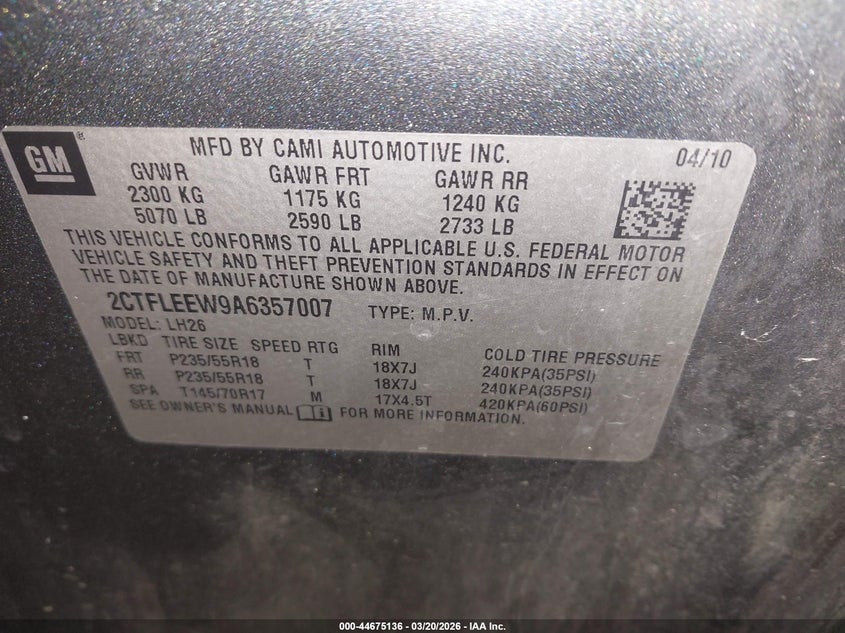 GM
MFD BY CAMI AUTOMOTIVE INC. 04/10
GVWR GAWR FRT GAWR RR
2300 KG 1175 KG 1240 KG
5070 LB 2590 LB 2733 LB
THIS VEHICLE CONFORMS TO ALL APPLICABLE U.S. FEDERAL MOTOR
VEHICLE SAFETY AND THEFT PREVENTION STANDARDS IN EFFECT ON
THE DATE OF MANUFACTURE SHOWN ABOVE.
2CTFLEEW9A6357007 TYPE: M.P.V.
MODEL: LH26
LBKD TIRE SIZE SPEED RTG RIM COLD TIRE PRESSURE
FRT P235/55R18 T 18X7J 240KPA(35PSI)
RR P235/55R18 T 18X7J 240KPA(35PSI)
SPA T145/70R17 M 17X4.5T 420KPA(60PSI)
SEE OWNER'S MANUAL i FOR MORE INFORMATION.
000-44675136 - 03/20/2026 - IAA Inc.